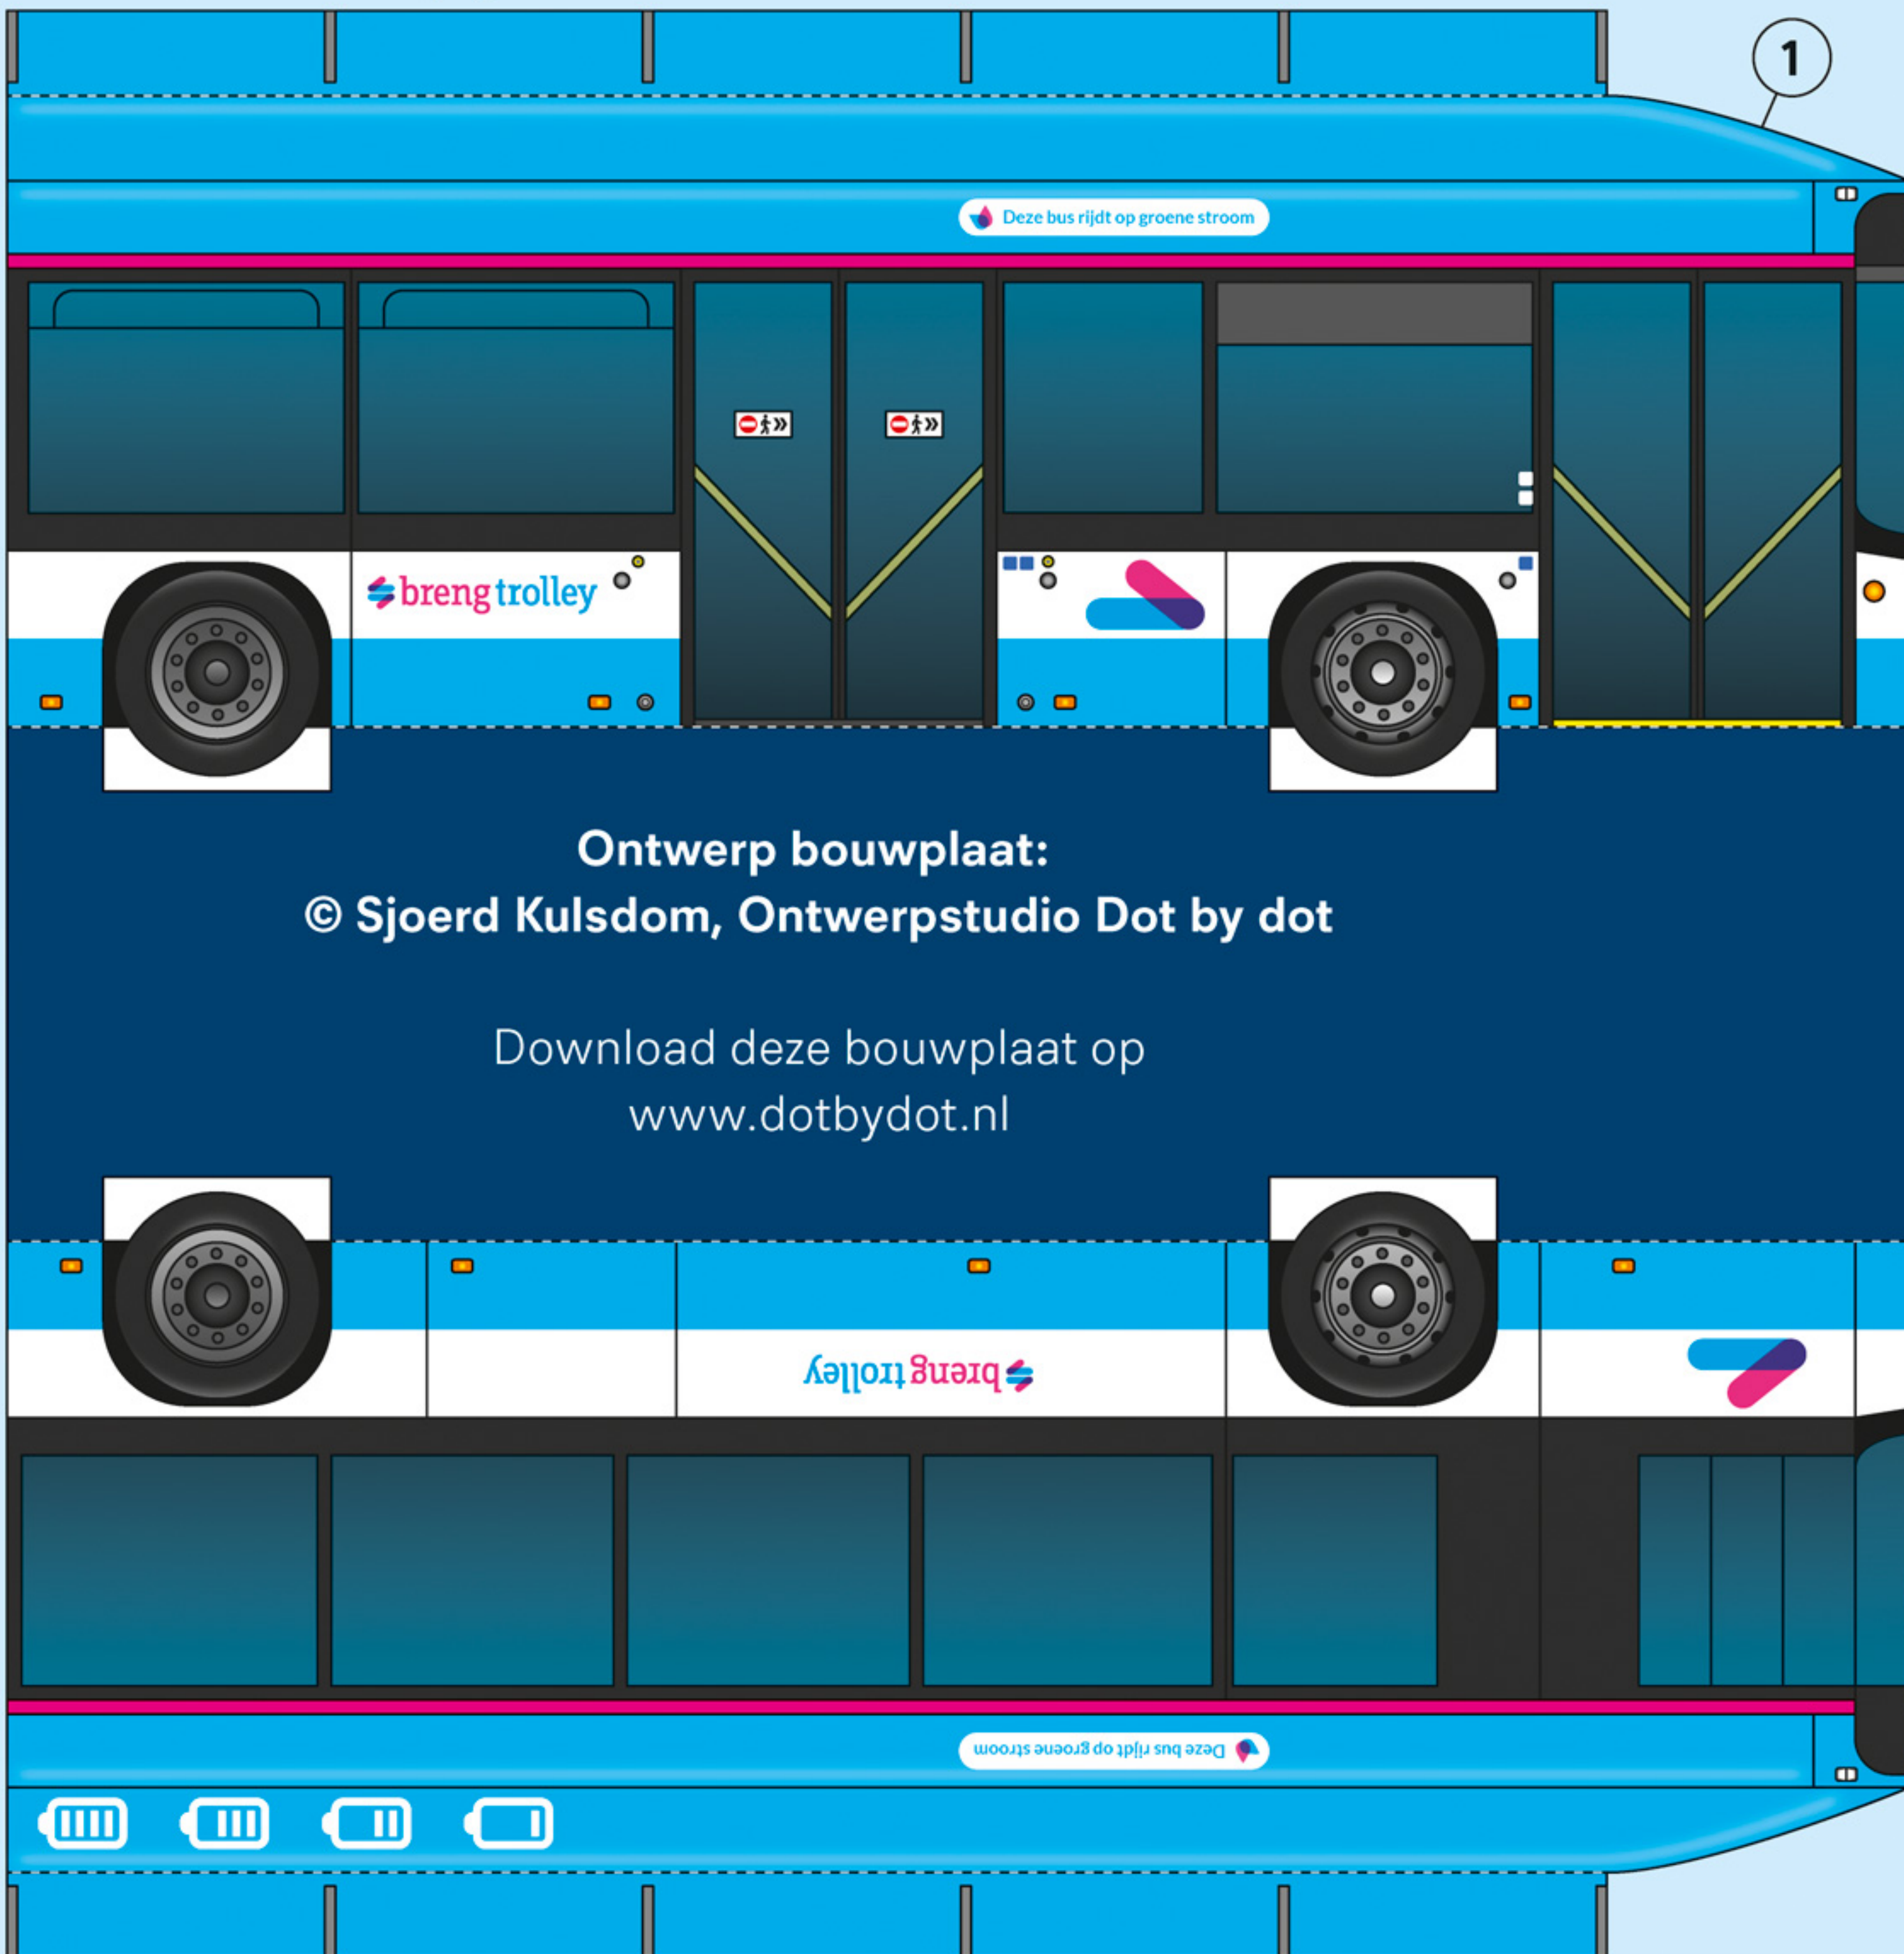 1
Deze bus rijdt op groene stroom
breng trolley
Ontwerp bouwplaat:
© Sjoerd Kulsdom, Ontwerpstudio Dot by dot
Download deze bouwplaat op
www.dotbydot.nl
breng trolley
Deze bus rijdt op groene stroom